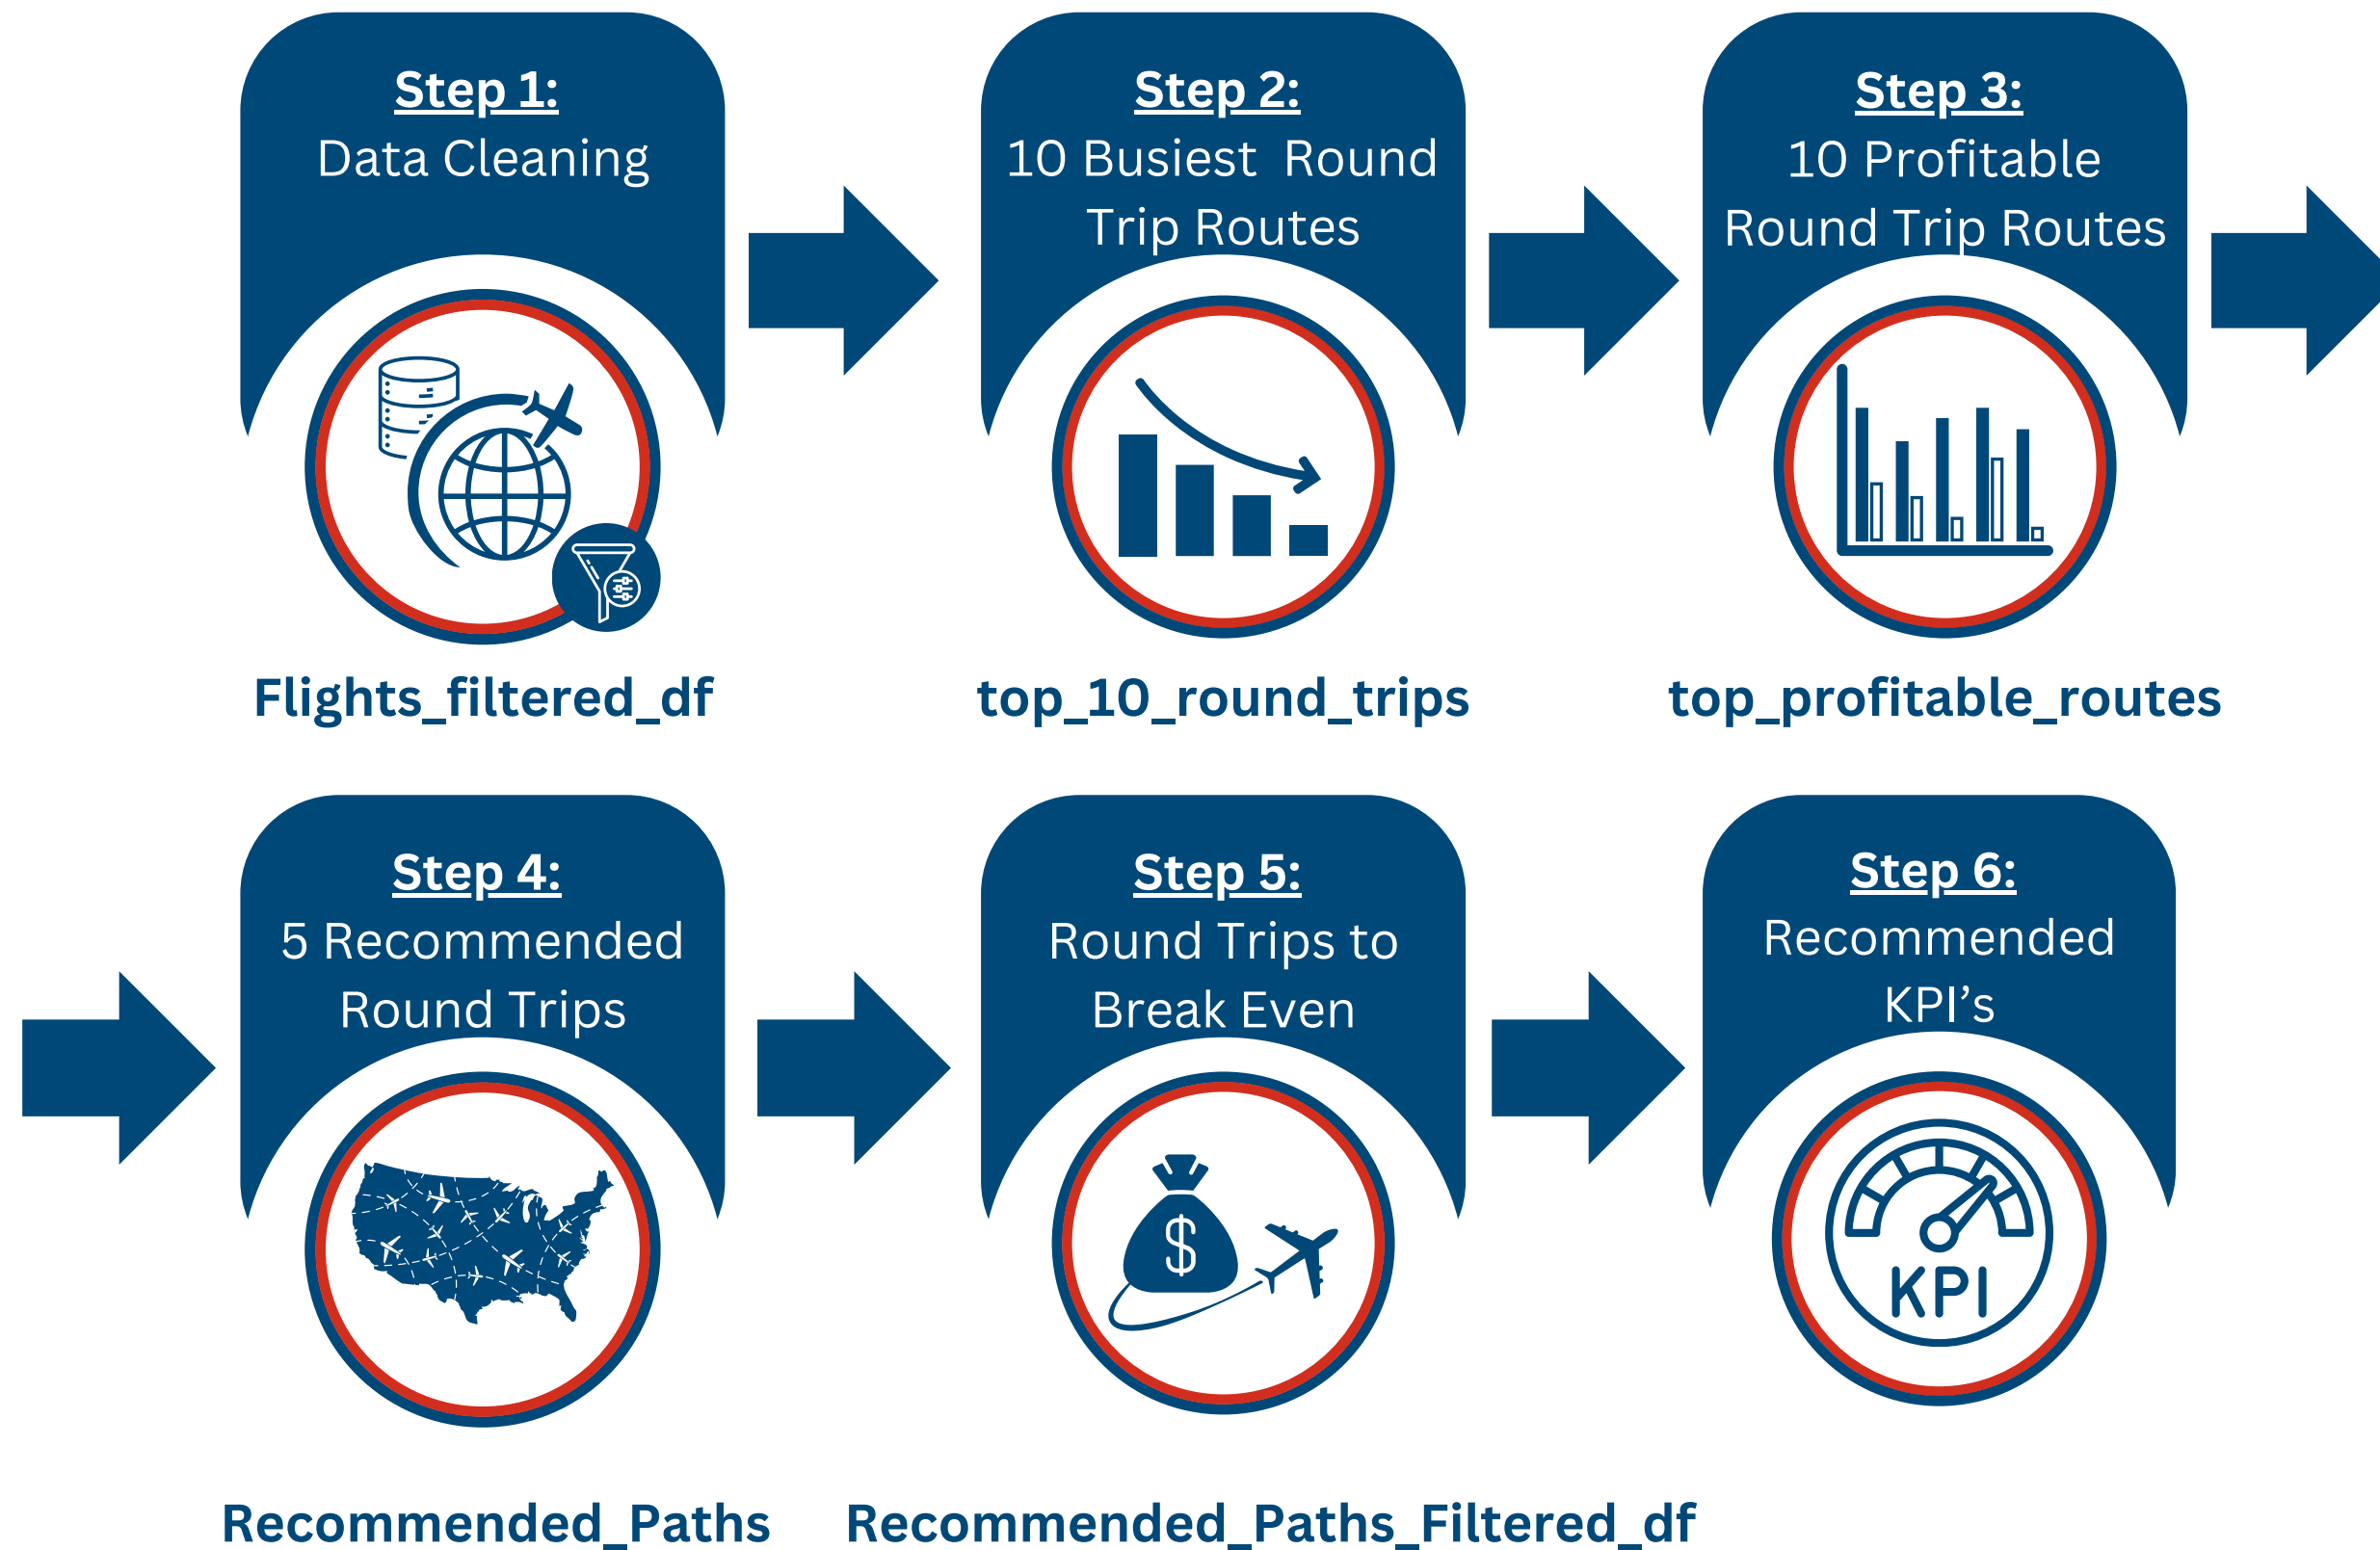 Step 1:
Data Cleaning
Step 2:
10 Busiest Round
Trip Routes
Step 3:
10 Profitable
Round Trip Routes
Flights_filtered_df
top_10_round_trips
top_profitable_routes
Step 4:
5 Recommended
Round Trips
Step 5:
Round Trips to
Break Even
$
Step 6:
Recommended
KPI’s
KPI
Recommended_Paths
Recommended_Paths_Filtered_df